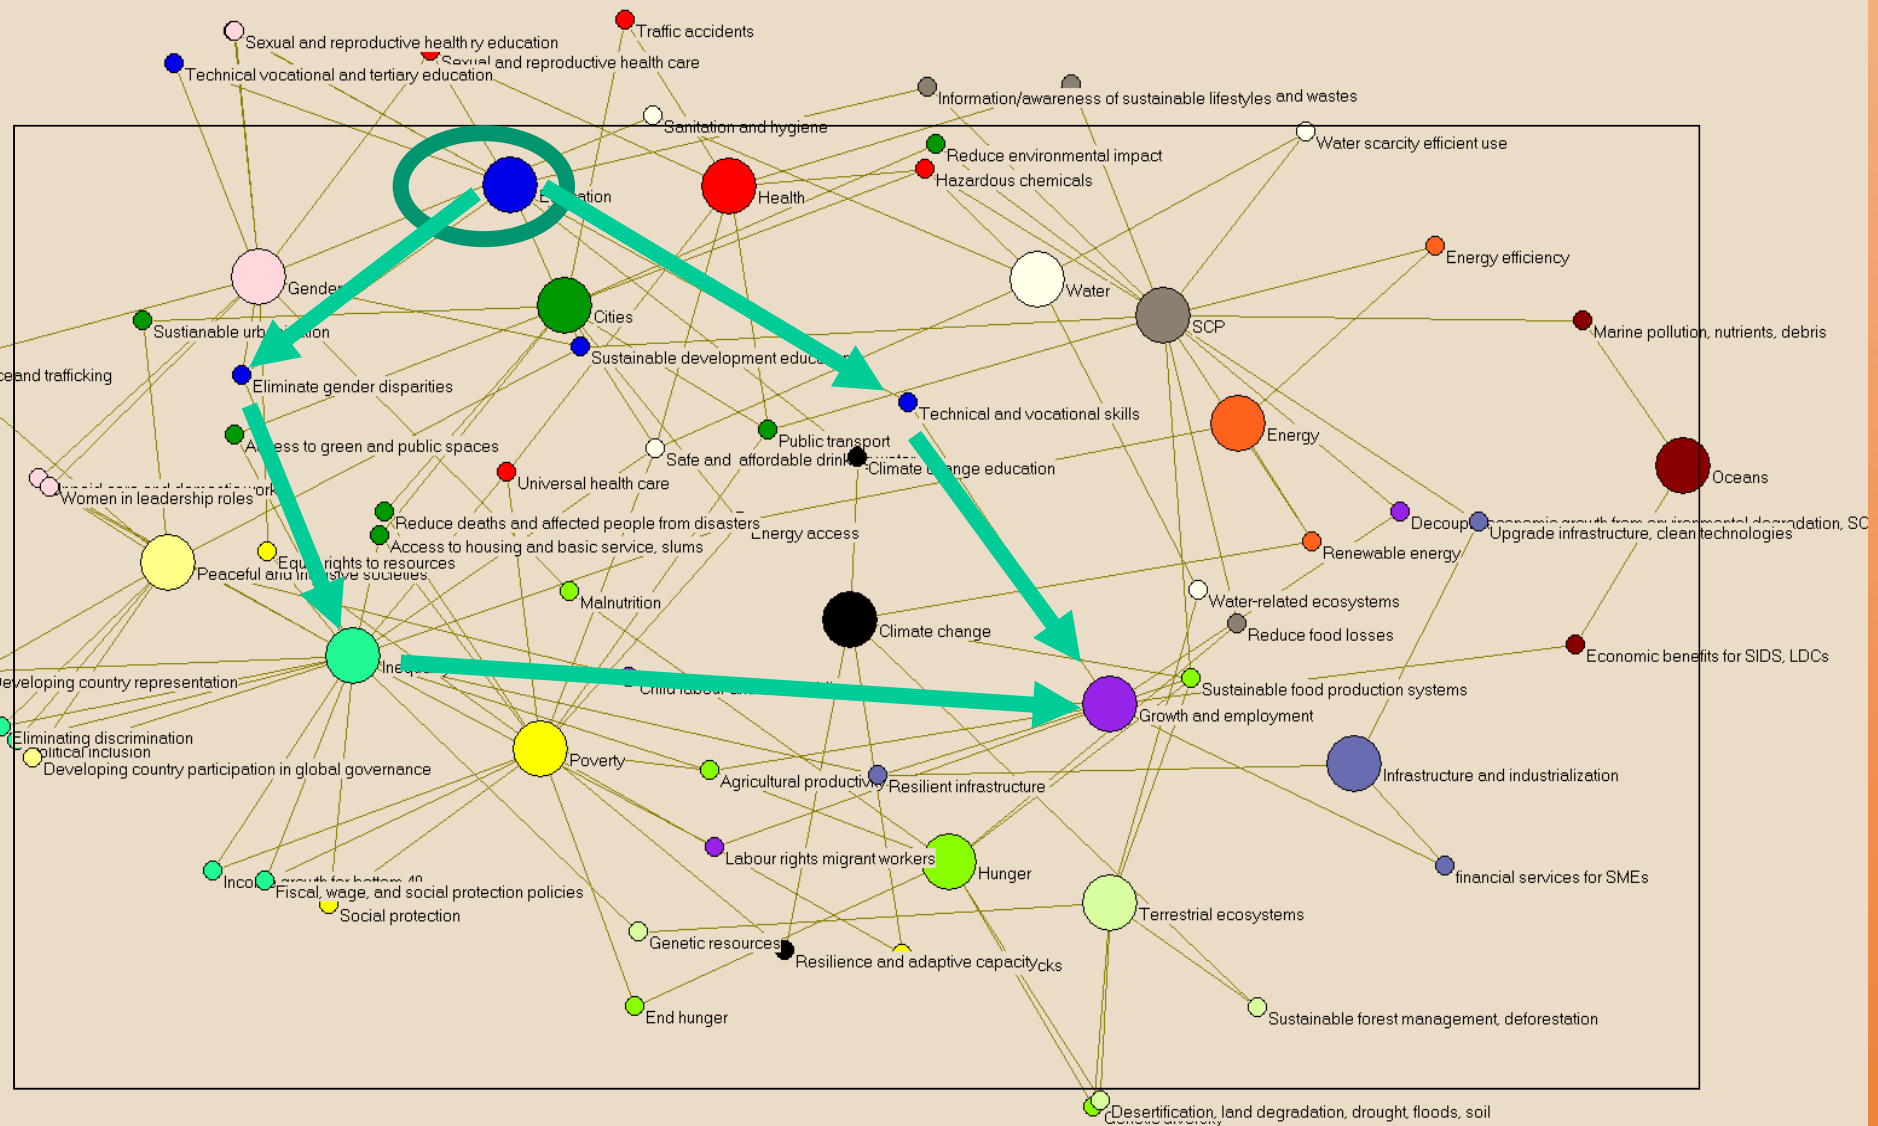 Traffic accidents
Sexual and reproductive health ry education
Sexual and reproductive health care
Technical vocational and tertiary education
Information/awareness of sustainable lifestyles and wastes
Sanitation and hygiene
Water scarcity efficient use
Reduce environmental impact
Hazardous chemicals
Health
Energy efficiency
Gender
Water
Cities
SCP
Sustianable
Marine pollution, nutrients, debris
Sustainable development
and trafficking
Eliminate gender disparities
Technical and vocational skills
Energy
Public transport
Access to green and public spaces
Safe and affordable
Climate change education
Oceans
Universal health care
Women in leadership roles
Reduce deaths and affected people from disasters
Energy access
Upgrade infrastructure, clean technologies
Access to housing and basic service, slums
Renewable energy
rights to resources
Peaceful and societies
Malnutrition
Water-related ecosystems
Climate change
Reduce food losses
Economic benefits for SIDS, LDCs
eveloping country representation
Sustainable food production systems
Growth and employment
Eliminating discrimination
inclusion
Developing country participation in global governance
Poverty
Agricultural
Resilient infrastructure
Infrastructure and industrialization
Labour rights migrant workers
Hunger
financial services for SMEs
Fiscal, wage, and social protection policies
Social protection
Terrestrial ecosystems
Genetic resources
Resilience and adaptive capacity cks
End hunger
Sustainable forest management, deforestation
Desertification, land degradation, drought, floods, soil